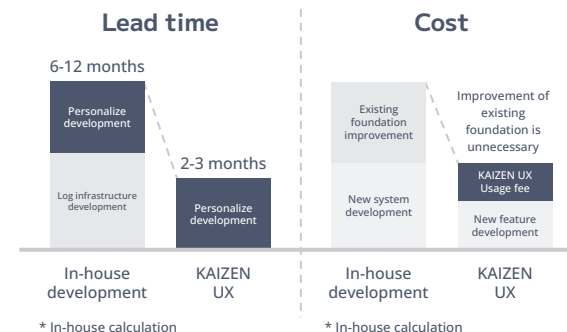 Lead time
6-12 months
Personalize
development
Log infrastructure
development
2-3 months
Personalize
development
In-house
development
KAIZEN
UX
* In-house calculation
Cost
Existing
foundation
improvement
New system
development
Improvement of
existing
foundation is
unnecessary
KAIZEN UX
Usage fee
New feature
development
In-house
development
KAIZEN
UX
* In-house calculation